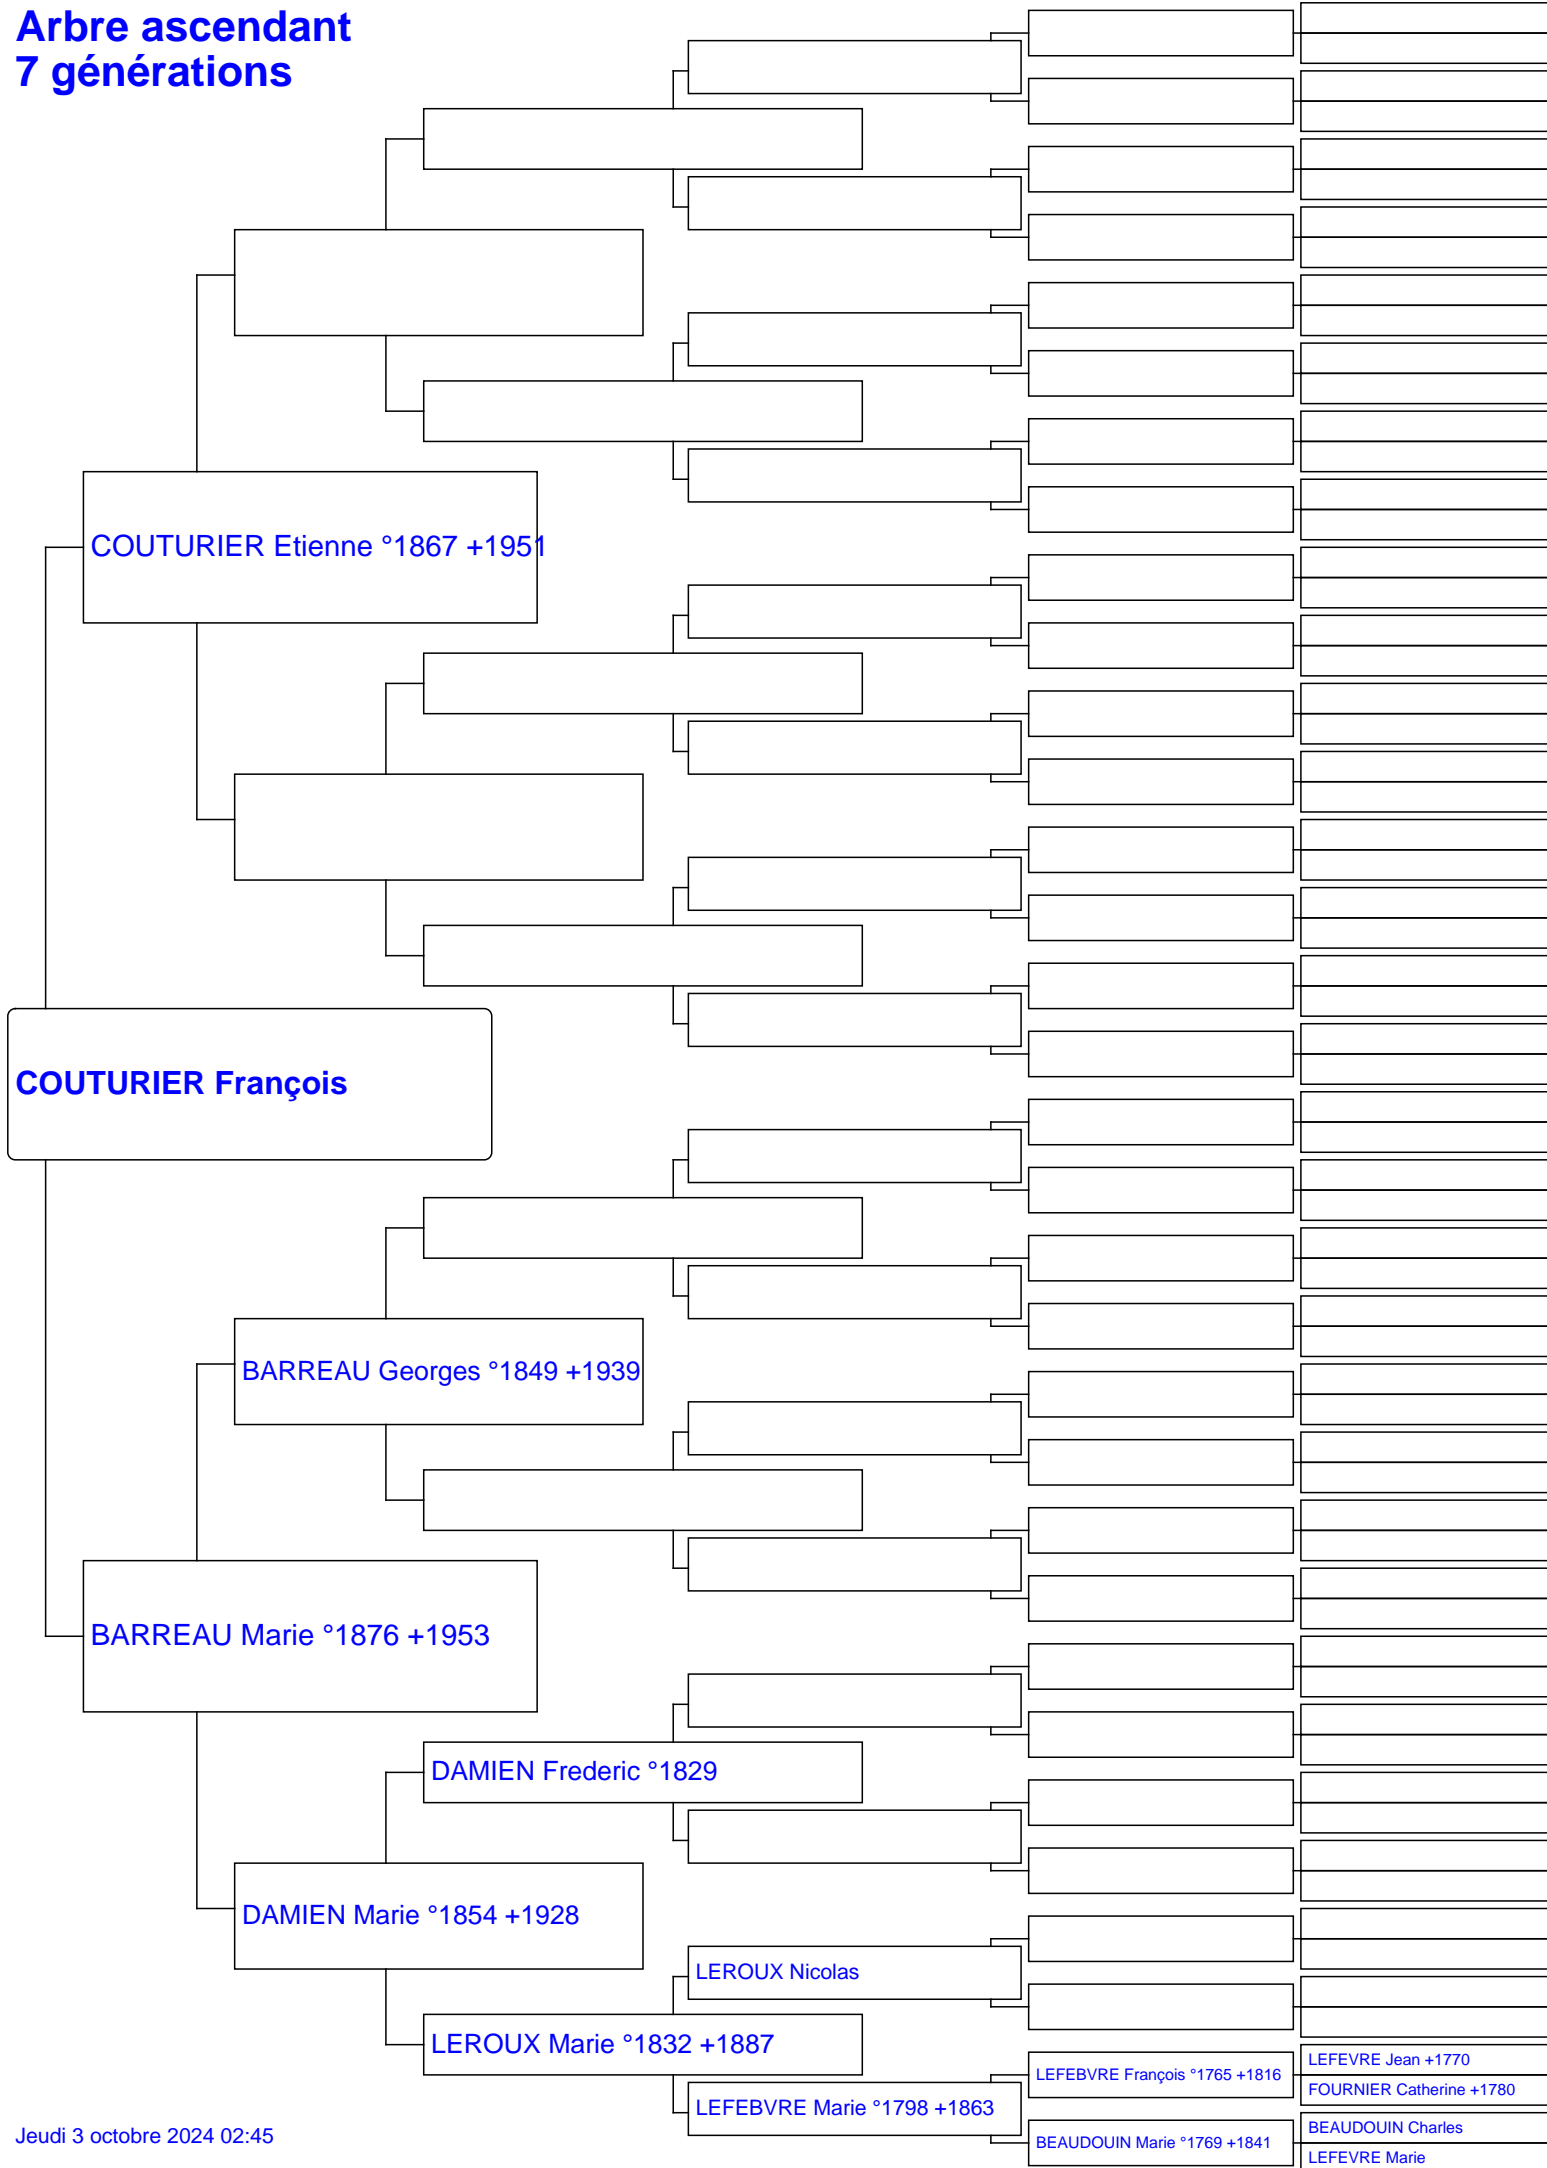 Arbre ascendant
7 générations
COUTURIER Etienne °1867 +1951
COUTURIER François
BARREAU Georges °1849 +1939
BARREAU Marie °1876 +1953
DAMIEN Frederic °1829
DAMIEN Marie °1854 +1928
LEROUX Nicolas
LEROUX Marie °1832 +1887
LEFEBVRE Marie °1798 +1863
LEFEBVRE François °1765 +1816
BEAUDOUIN Marie °1769 +1841
LEFEVRE Jean +1770
FOURNIER Catherine +1780
BEAUDOUIN Charles
LEFEVRE Marie
Jeudi 3 octobre 2024 02:45